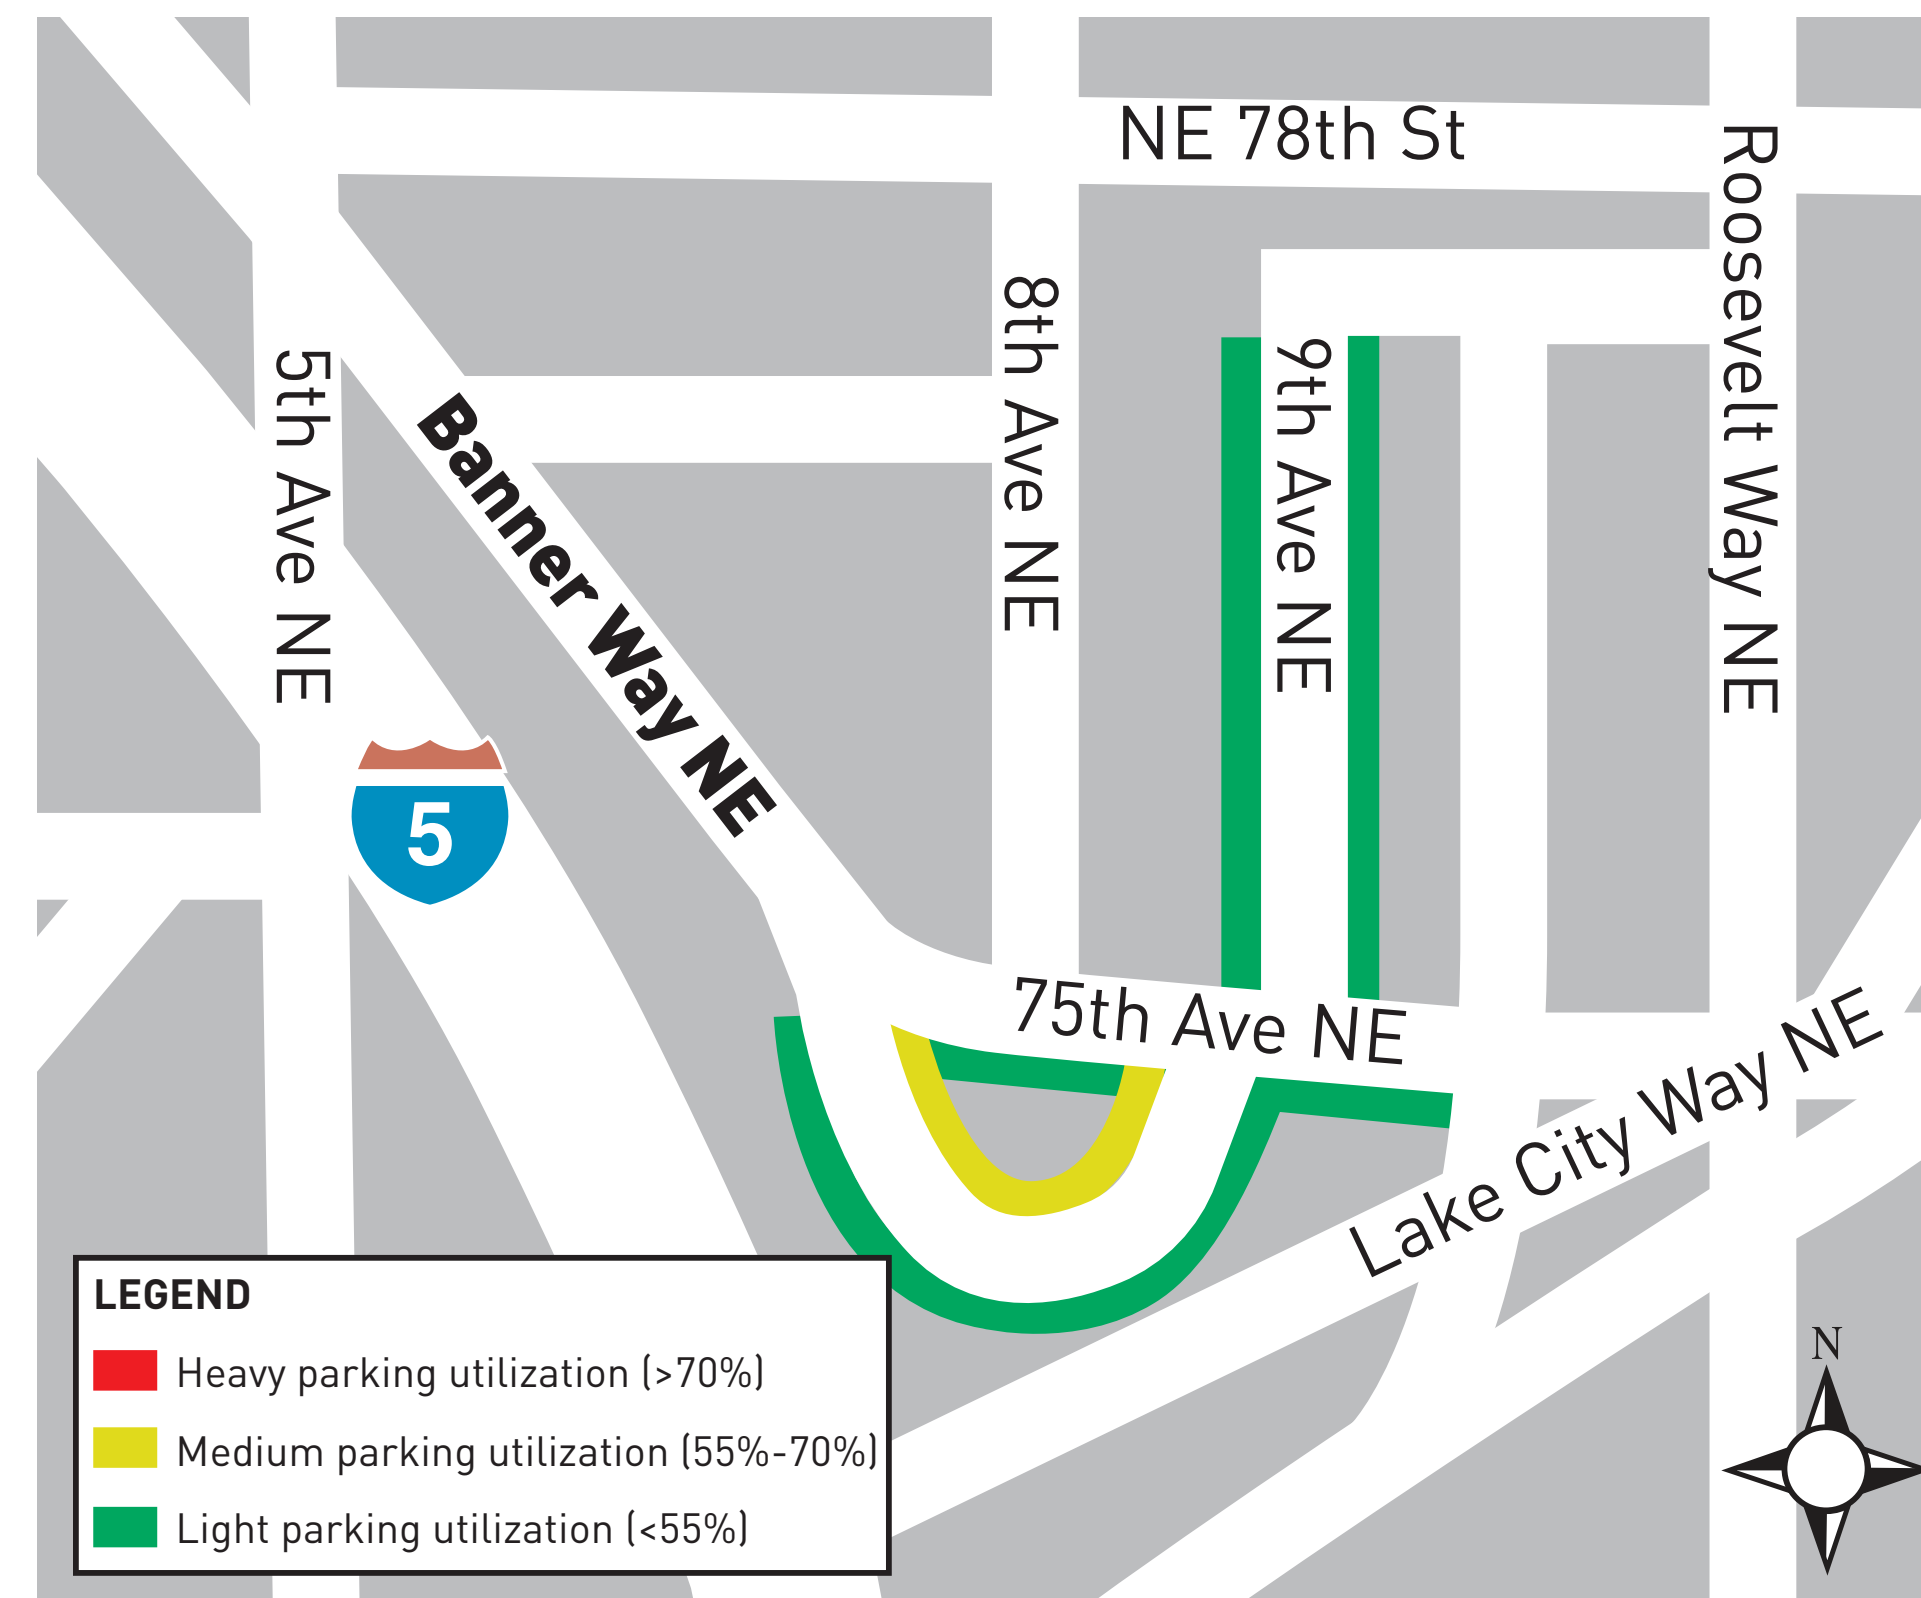 NE 78th St
Roosevelt Way NE
8th Ave NE
9th Ave NE
5th Ave NE
Banner Way NE
5
75th Ave NE
Lake City Way NE
LEGEND
Heavy parking utilization (>70%)
Medium parking utilization (55%-70%)
Light parking utilization (<55%)
N